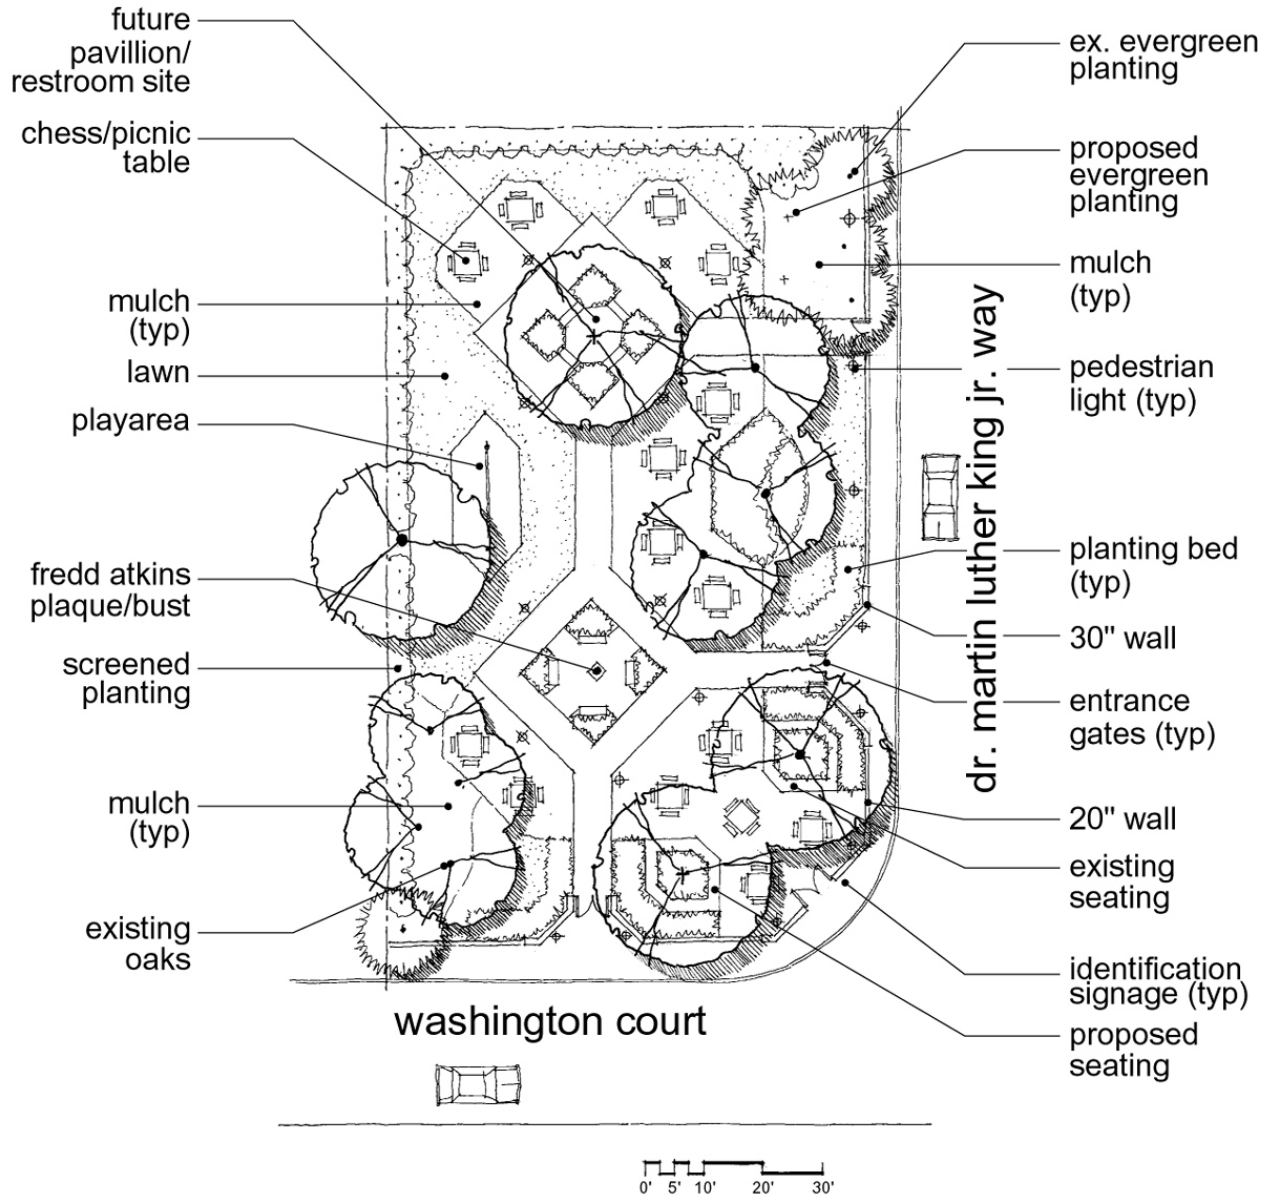 future
pavillion/
restroom site
chess/picnic
table
mulch
(typ)
lawn
playarea
fredd atkins
plaque/bust
screened
planting
mulch
(typ)
existing
oaks
ex. evergreen
planting
proposed
evergreen
planting
mulch
(typ)
pedestrian
light (typ)
planting bed
(typ)
30" wall
entrance
gates (typ)
20" wall
existing
seating
identification
signage (typ)
proposed
seating
dr. martin luther king jr. way
washington court
0' 5' 10' 20' 30'